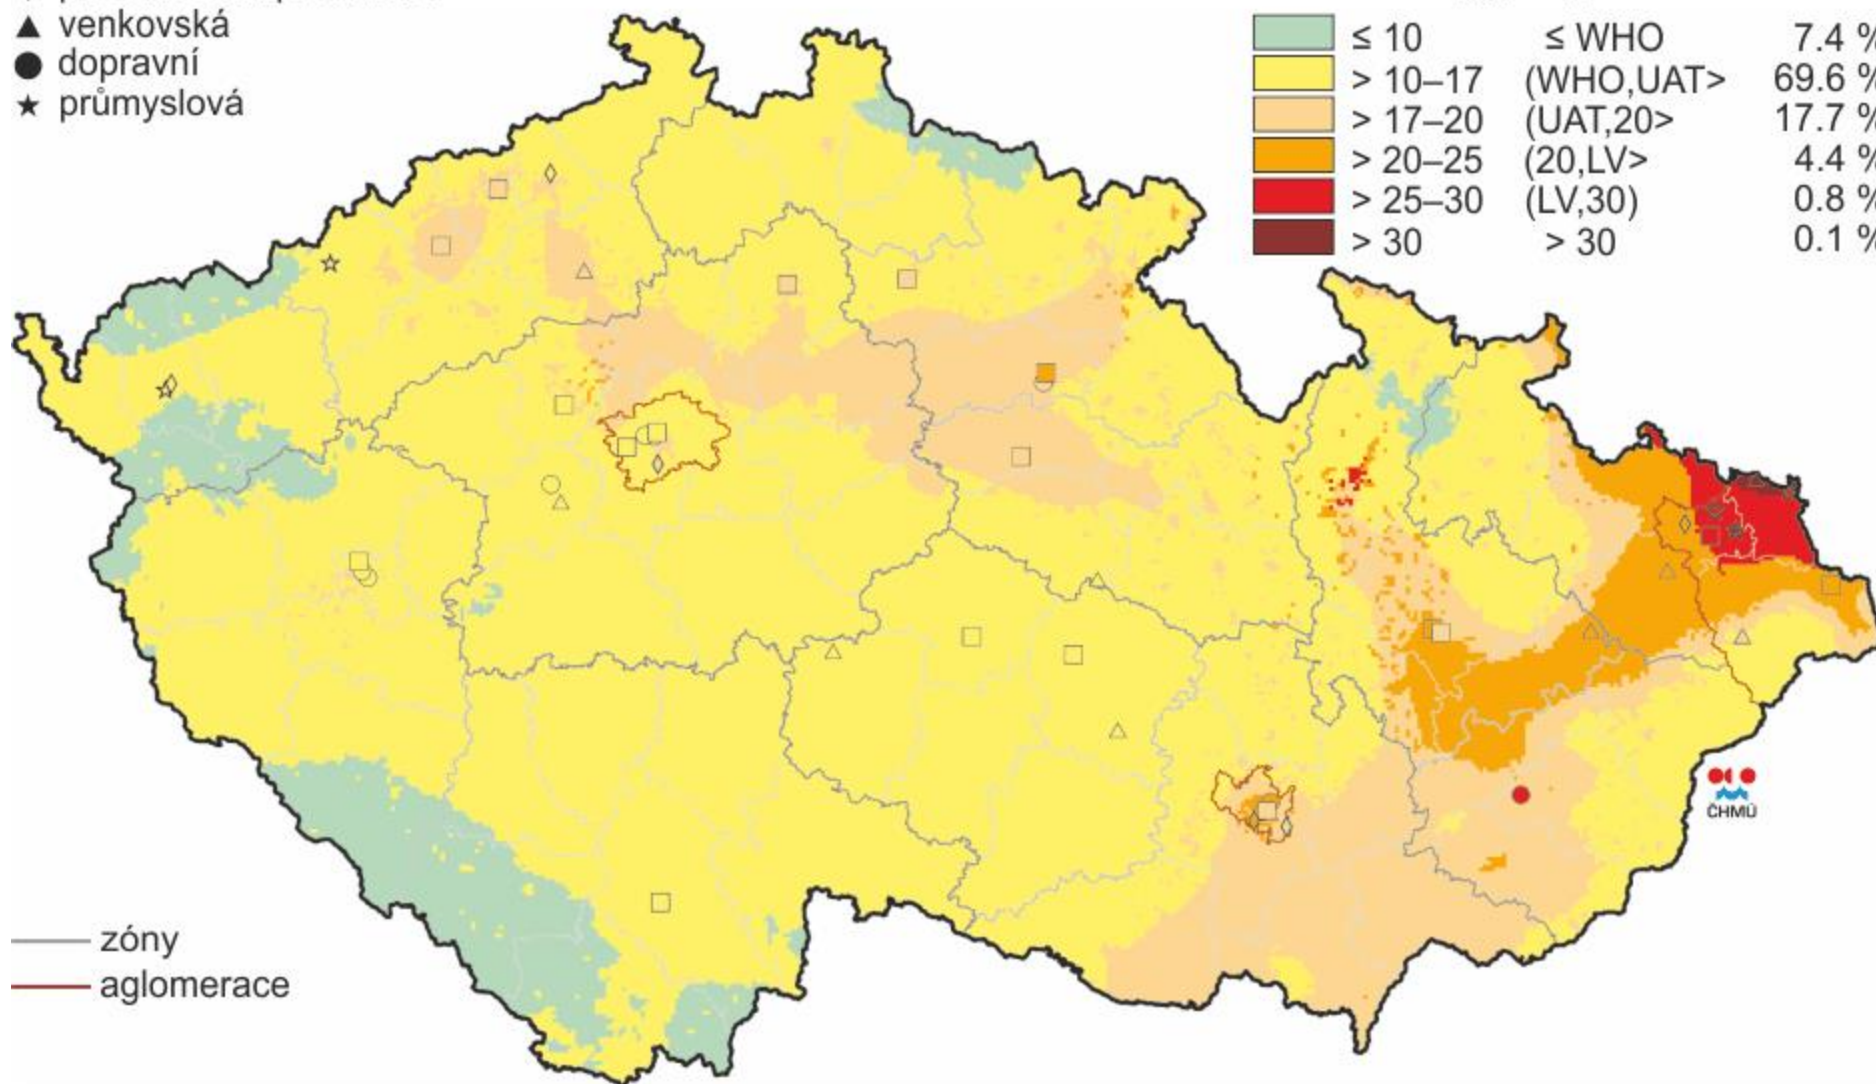 venkovská
dopravní
průmyslová
≤ 10 ≤ WHO 7.4 %
> 10–17 (WHO,UAT> 69.6 %
> 17–20 (UAT,20> 17.7 %
> 20–25 (20,LV> 4.4 %
> 25–30 (LV,30) 0.8 %
> 30 > 30 0.1 %
ČHMÚ
zóny
aglomerace